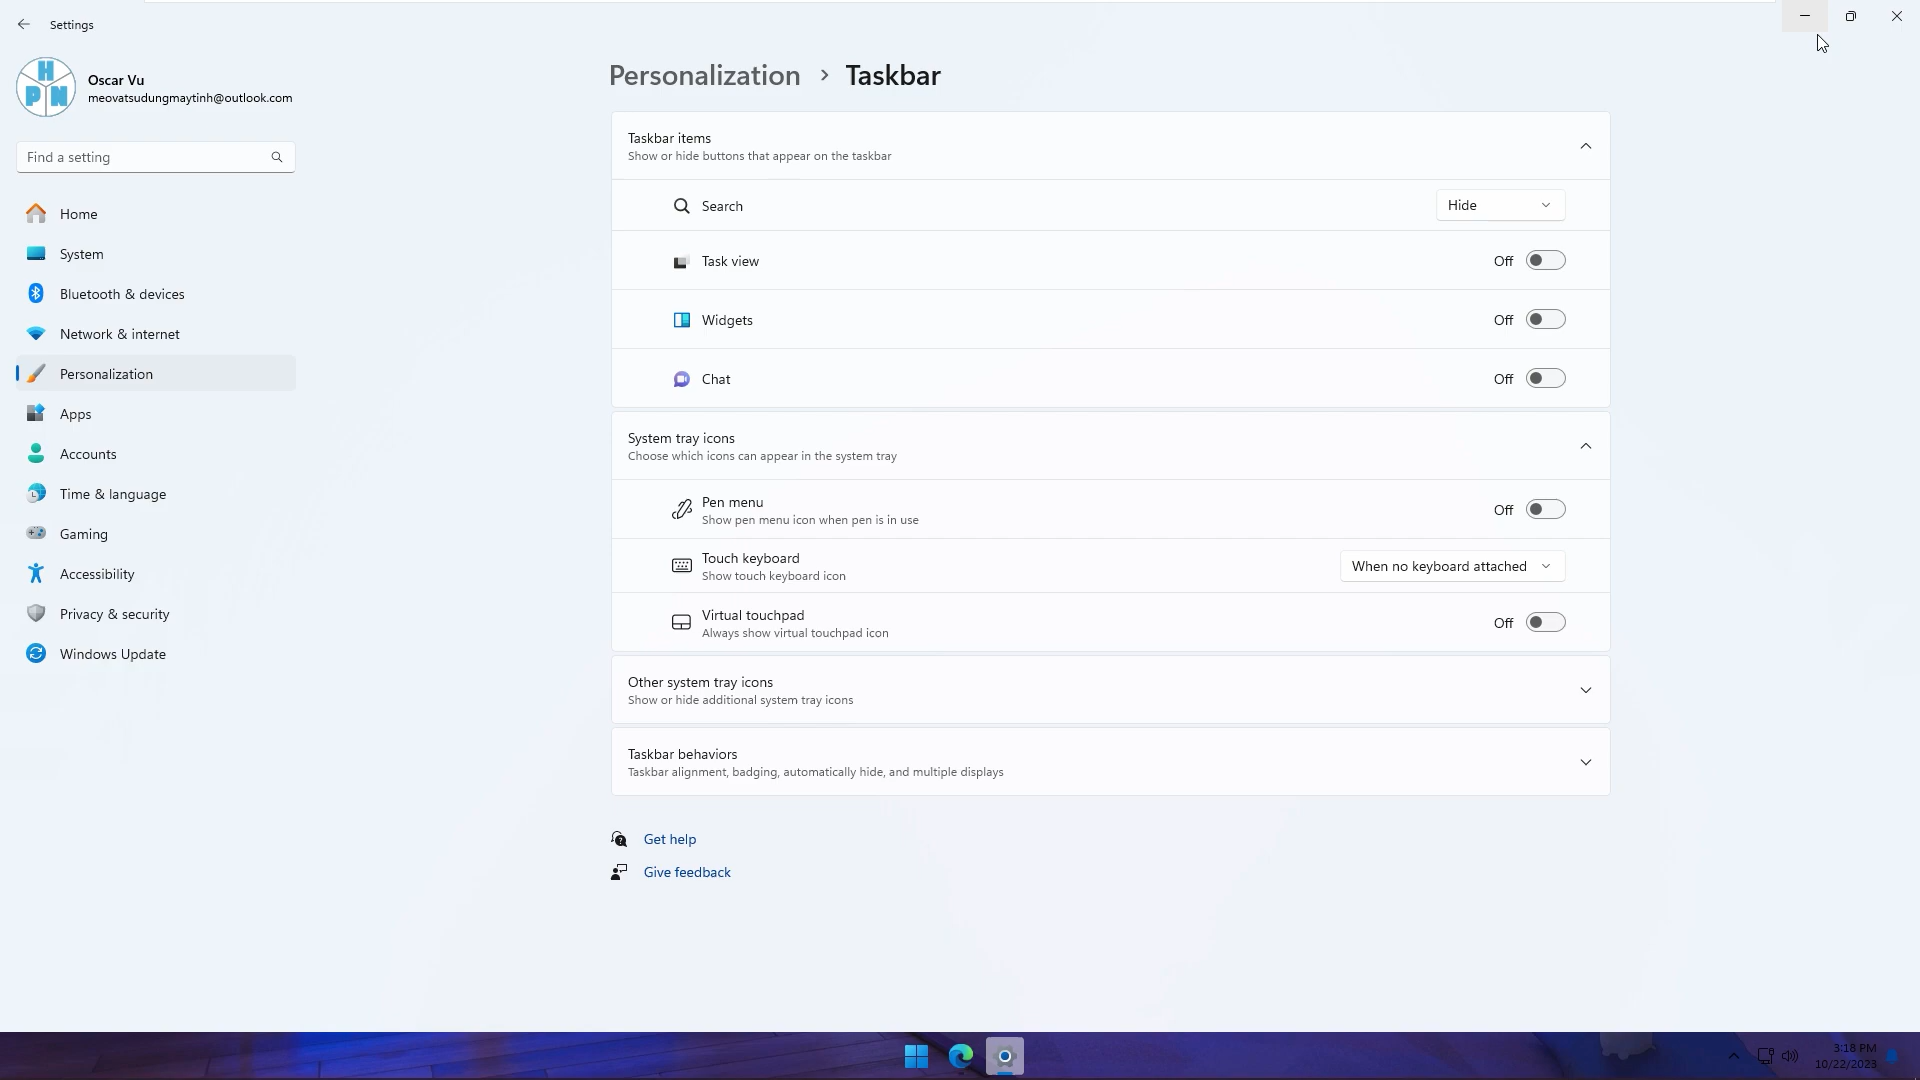 Settings
H
P N
Oscar Vu
meovatsudungmaytinh@outlook.com
Find a setting
Home
System
Bluetooth & devices
Network & internet
Personalization
Apps
Accounts
Time & language
Gaming
Accessibility
Privacy & security
Windows Update
Personalization > Taskbar
Taskbar items
Show or hide buttons that appear on the taskbar
Search Hide
Task view Off
Widgets Off
Chat Off
System tray icons
Choose which icons can appear in the system tray
Pen menu
Show pen menu icon when pen is in use
Off
Touch keyboard
Show touch keyboard icon
When no keyboard attached
Virtual touchpad
Always show virtual touchpad icon
Off
Other system tray icons
Show or hide additional system tray icons
Taskbar behaviors
Taskbar alignment, badging, automatically hide, and multiple displays
Get help
Give feedback
3:18 PM
10/22/2023